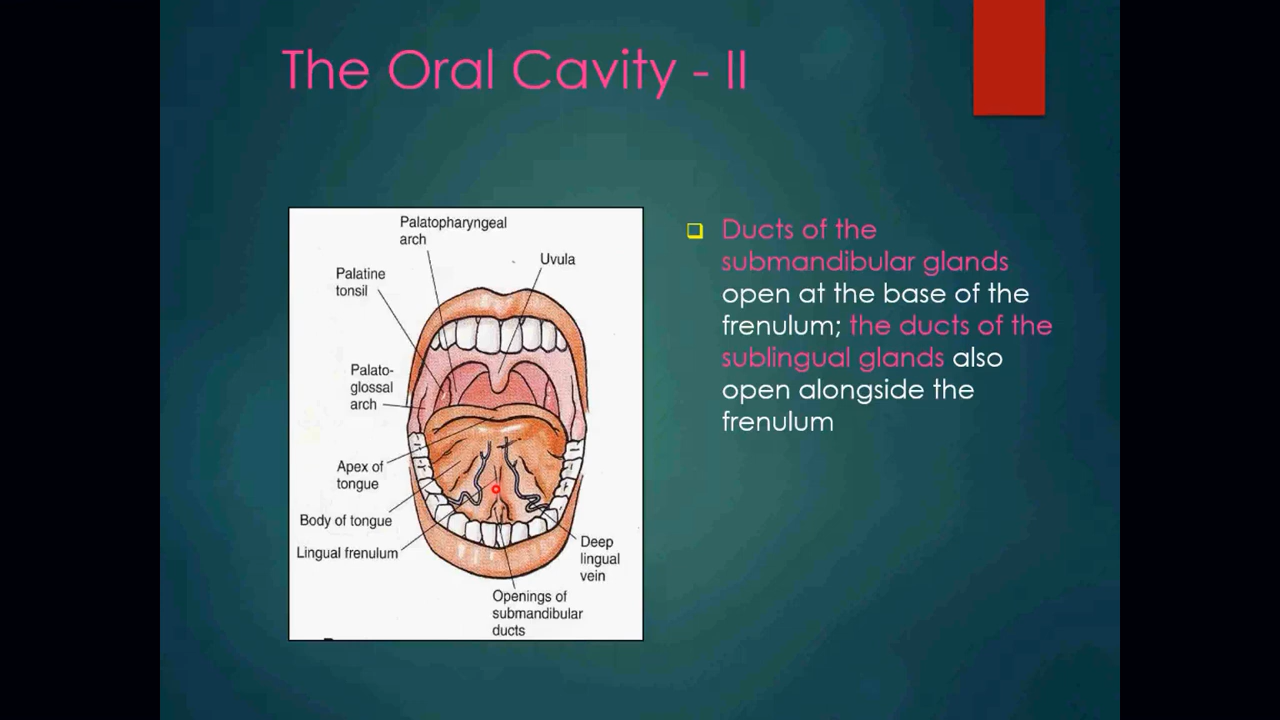 The Oral Cavity - II
Palatopharyngeal
arch
Uvula
Palatine
tonsil
Palato-
glossal
arch
Apex of
tongue
Body of tongue
Lingual frenulum
Deep
lingual
vein
Openings of
submandibular
ducts
Ducts of the
submandibular glands
open at the base of the
frenulum; the ducts of the
sublingual glands also
open alongside the
frenulum